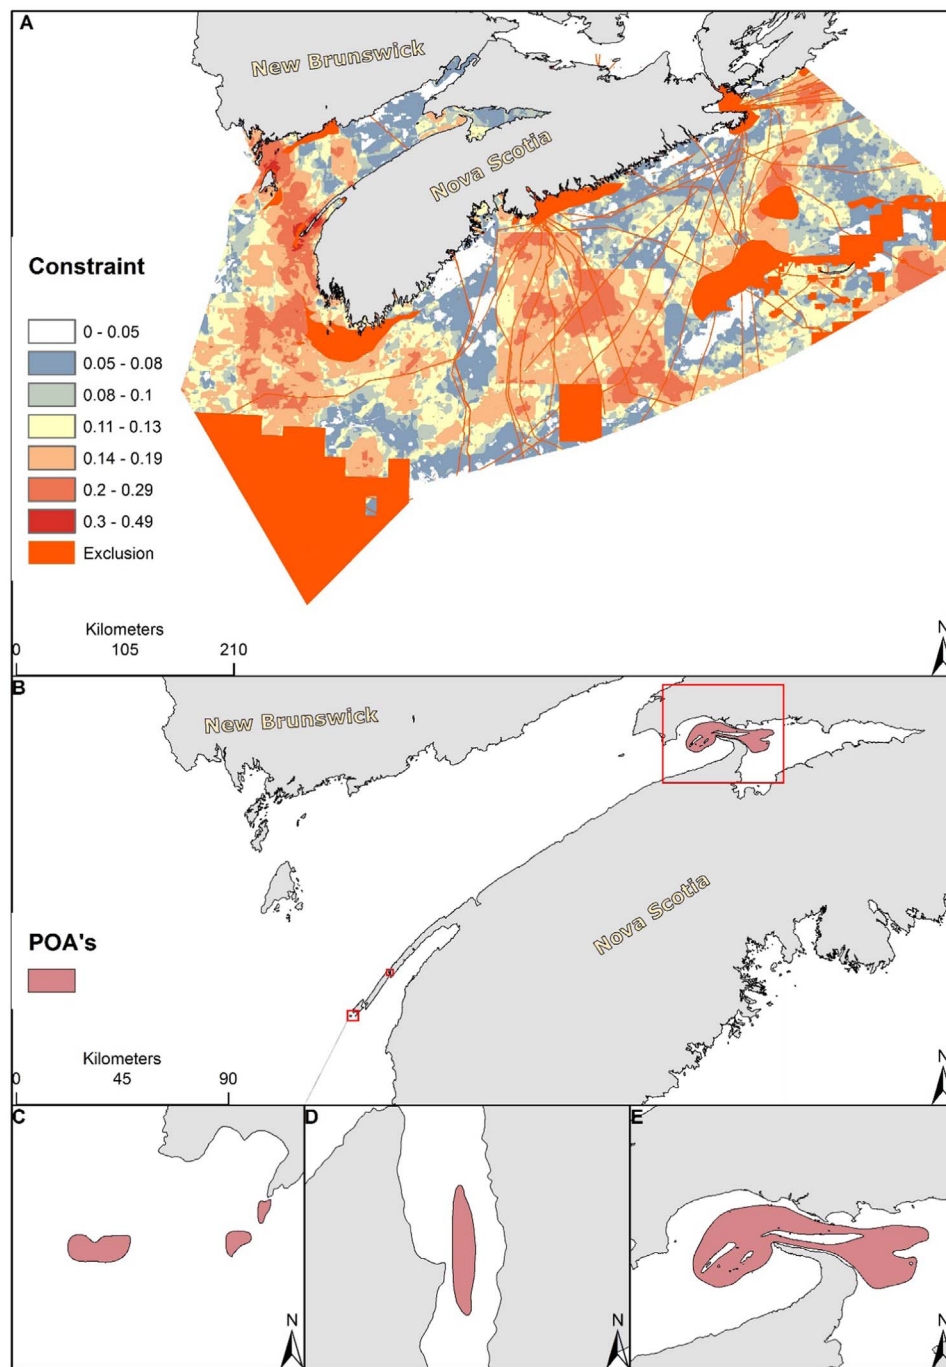 A
New Brunswick
Nova Scotia
Constraint
0 - 0.05
0.05 - 0.08
0.08 - 0.1
0.11 - 0.13
0.14 - 0.19
0.2 - 0.29
0.3 - 0.49
Exclusion
Kilometers
0 105 210
N
B
New Brunswick
Nova Scotia
POA's
Kilometers
0 45 90
N
C
N
D
N
E
N